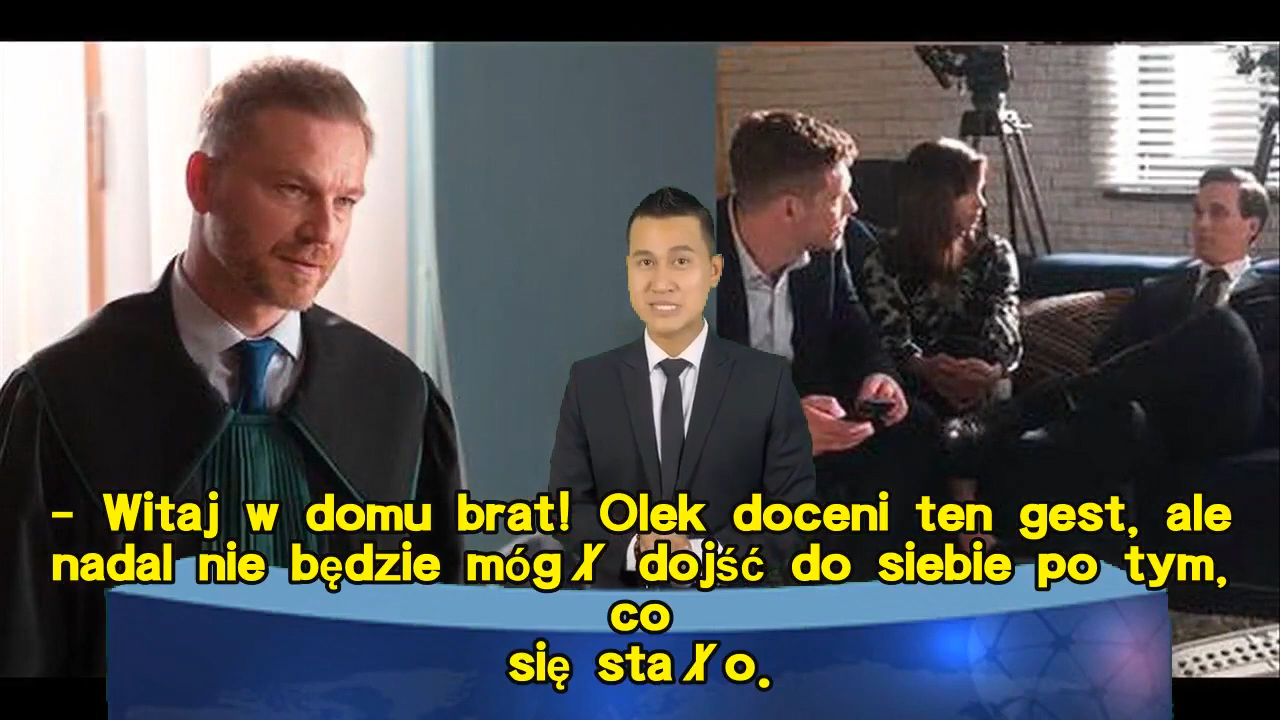 - Witaj w domu brat! Olek doceni ten gest, ale
nadal nie będzie mógł dojść do siebie po tym,
co
się stało.